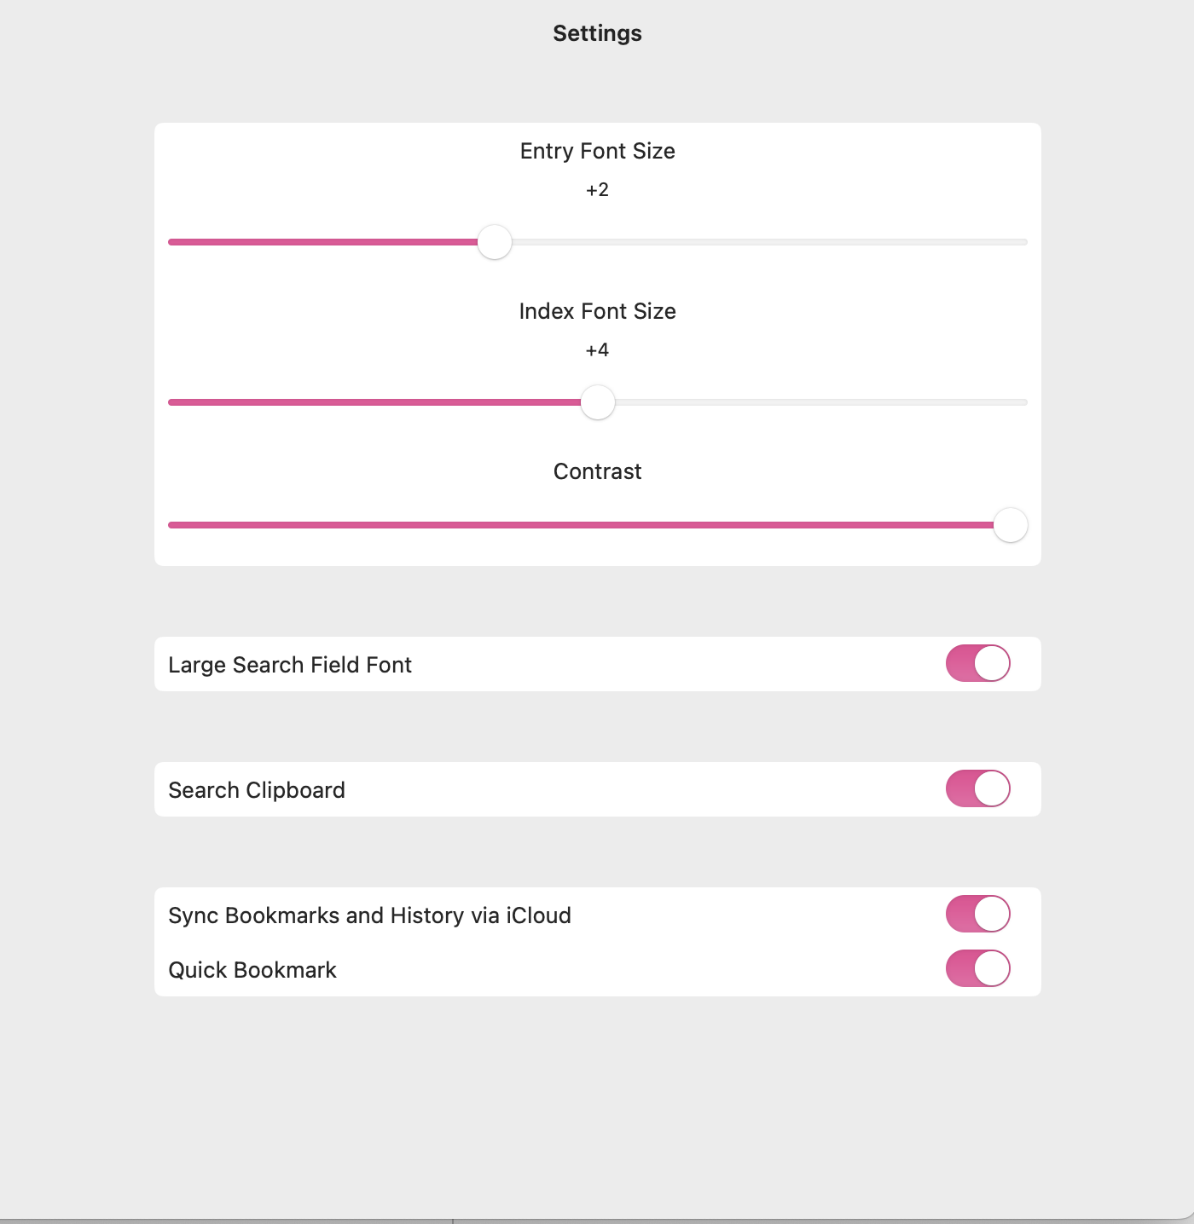 Settings
Entry Font Size
+2
Index Font Size
+4
Contrast
Large Search Field Font
Search Clipboard
Sync Bookmarks and History via iCloud
Quick Bookmark